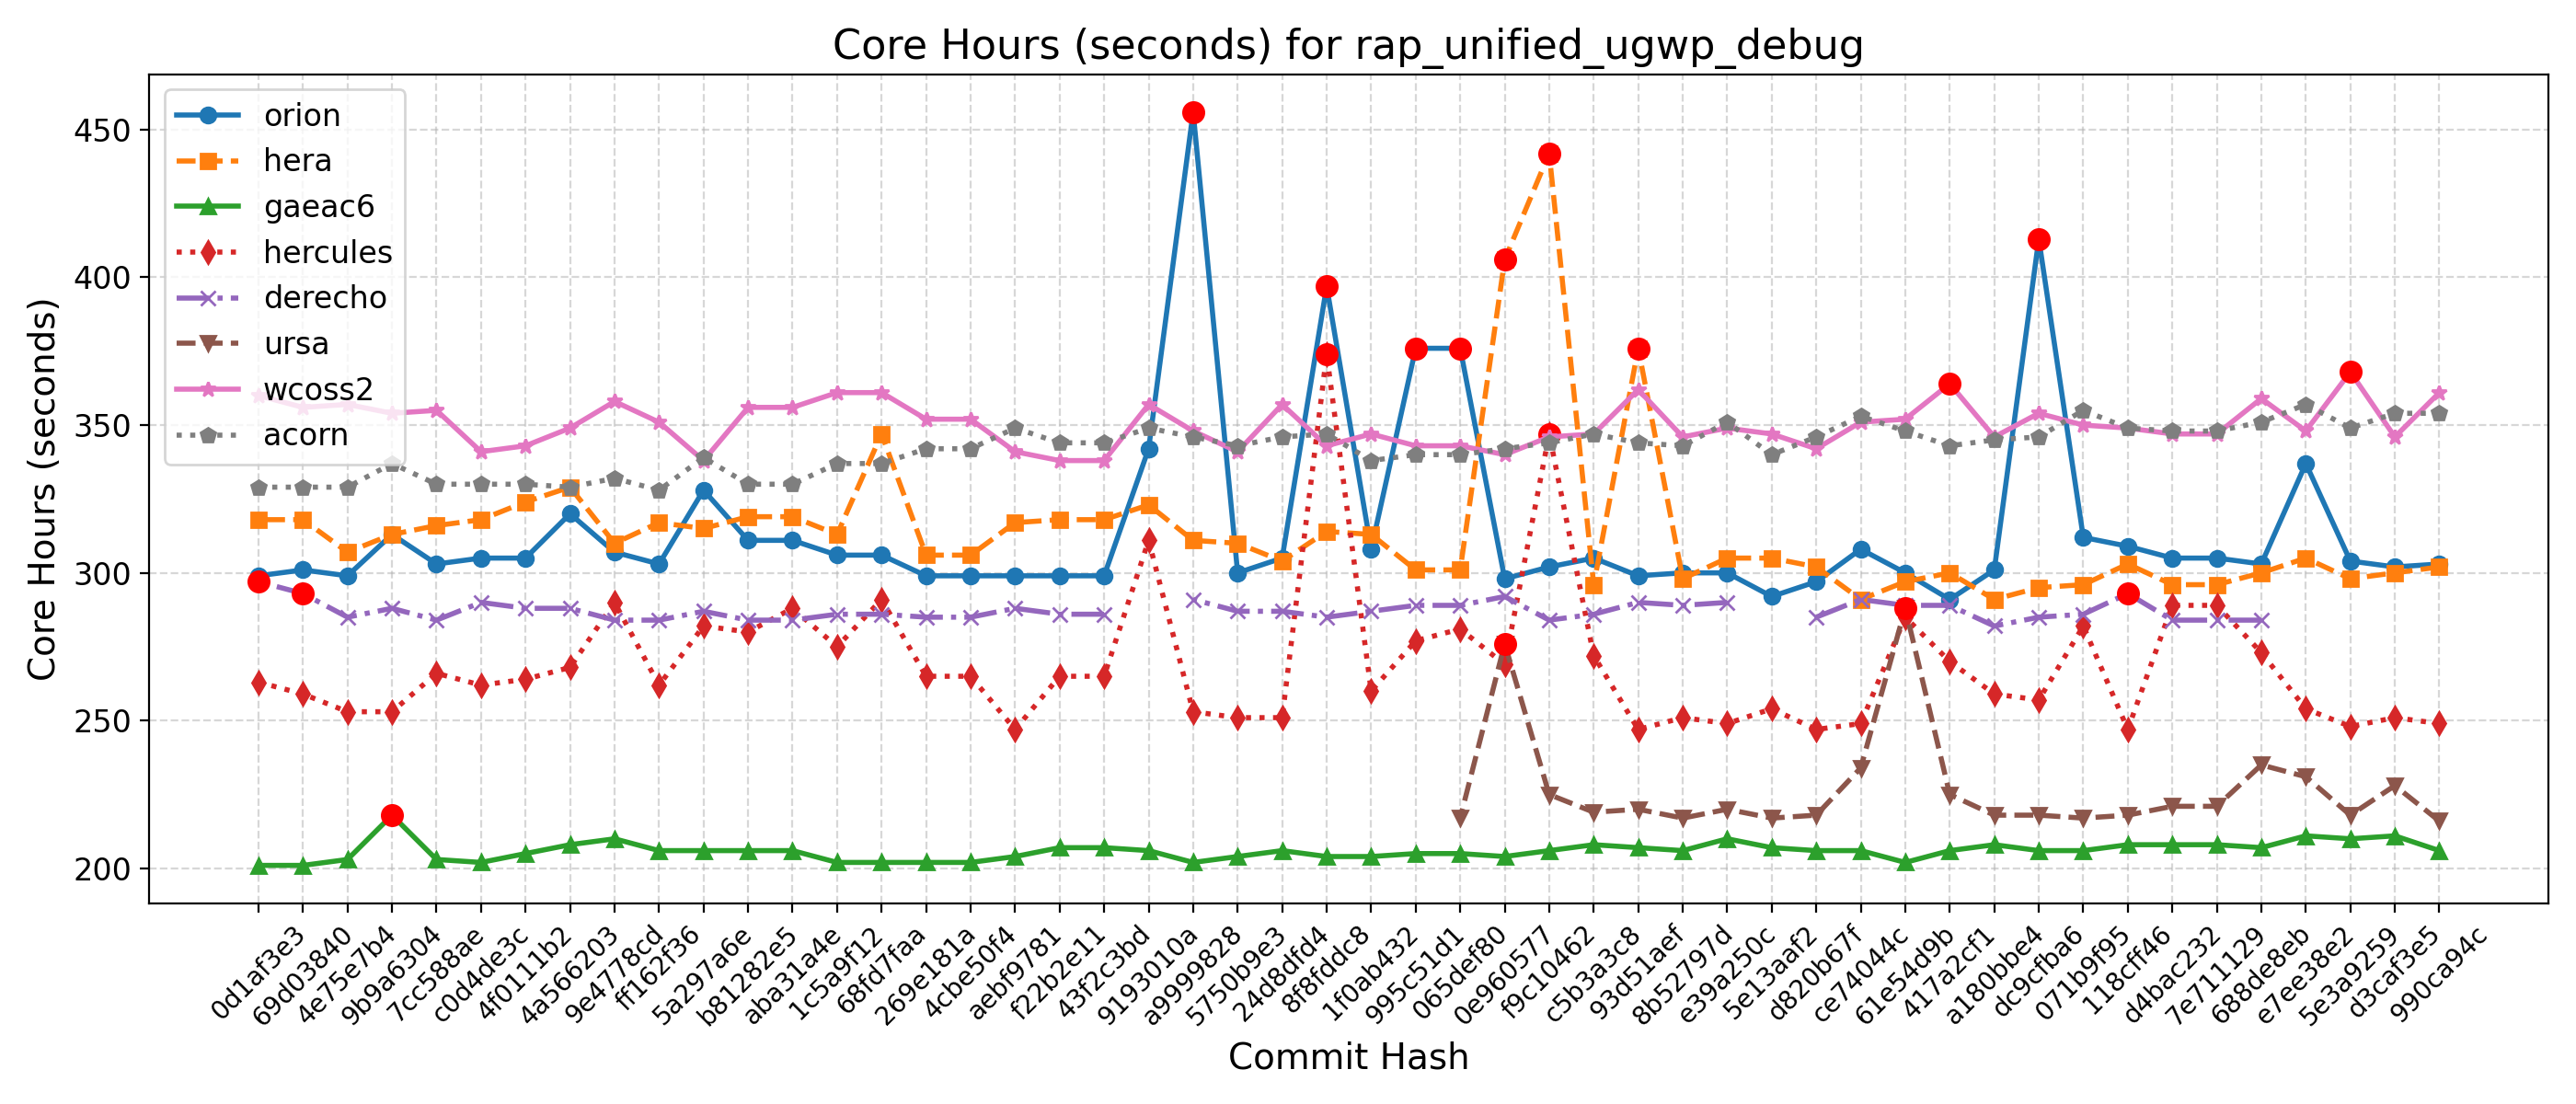 Core Hours (seconds) for rap_unified_ugwp_debug
Core Hours (seconds)
450
400
350
300
250
200
orion
hera
gaeac6
hercules
derecho
ursa
wcoss2
acorn
0d1af3e3
69d03840
4e75e7b4
9b9a6304
7cc588ae
c0d4de3c
4f0111b2
4a566203
9e4778cd
ff162f36
5a297a6e
b81282e5
aba31a4e
1c5a9f12
68fd7faa
269e181a
4cbe50f4
aebf9781
f22b2e11
43f2c3bd
9193010a
a9999828
5750b9e3
24d8dfd4
8f8fddc8
1f0ab432
995c51d1
065def80
0e960577
f9c10462
c5b3a3c8
93d51aef
8b52797d
e39a250c
5e13aaf2
d820b67f
ce74044c
61e54d9b
417a2cf1
a180bbe4
dc9cfba6
071b9f95
118cff46
d4bac232
7e711129
688de8eb
e7ee38e2
5e3a9259
d3caf3e5
990ca94c
Commit Hash